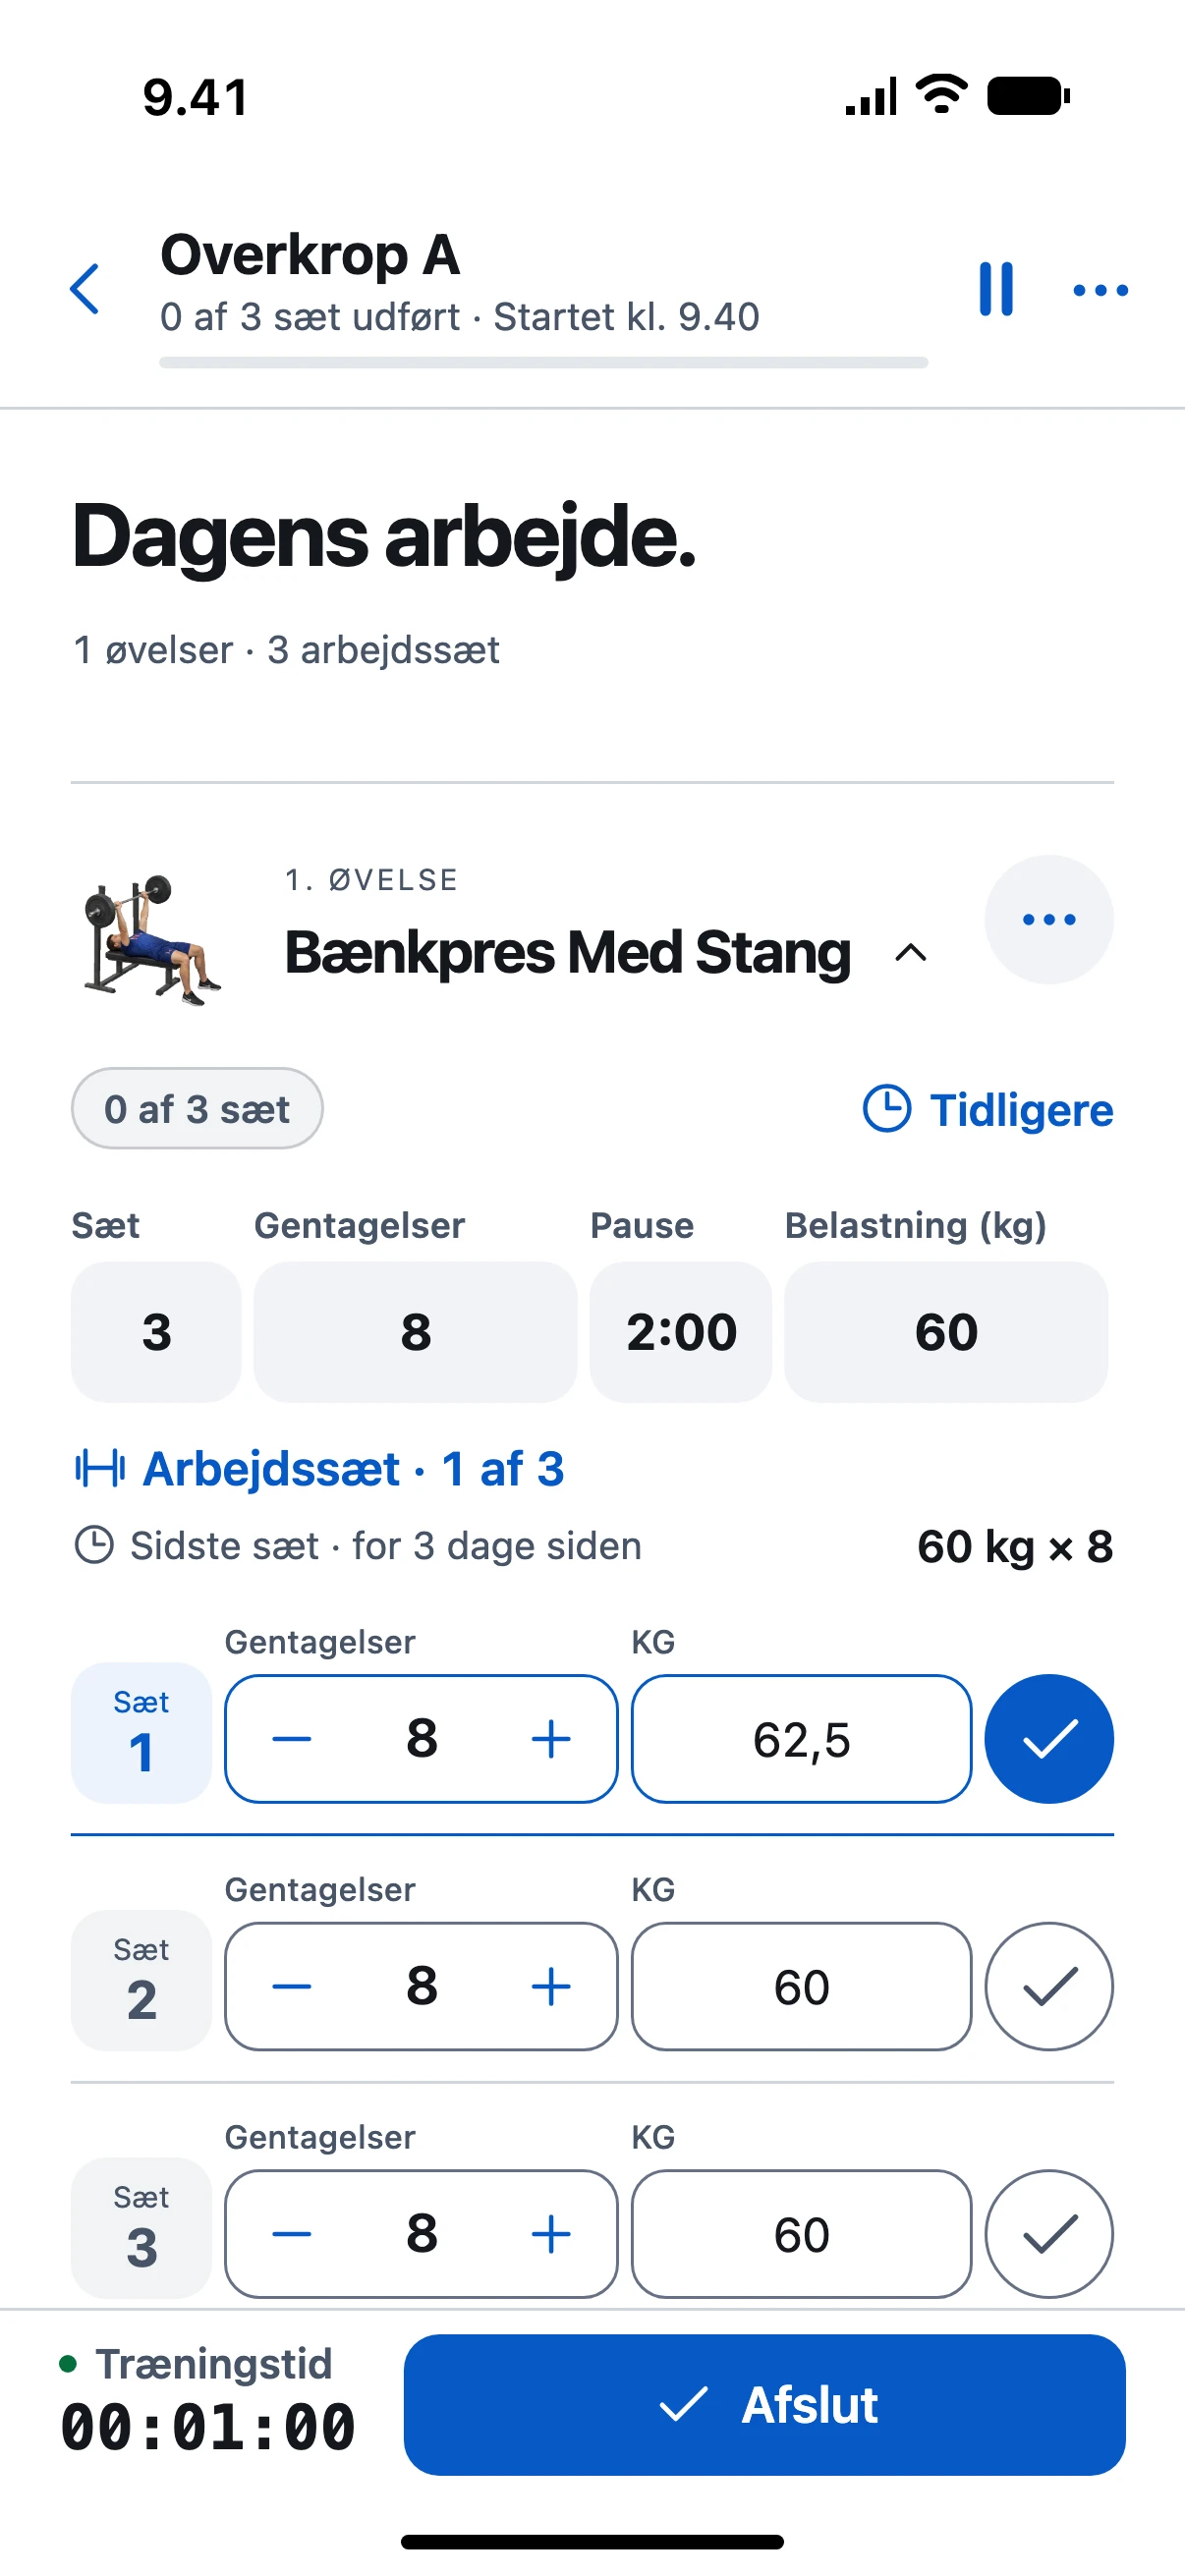 9.41
Overkrop A
0 af 3 sæt udført · Startet kl. 9.40
Dagens arbejde.
1 øvelser · 3 arbejdssæt
1. ØVELSE
Bænkpres Med Stang
0 af 3 sæt
Tidligere
Sæt Gentagelser Pause Belastning (kg)
3 8 2:00 60
Arbejdssæt · 1 af 3
Sidste sæt · for 3 dage siden 60 kg × 8
Gentagelser KG
Sæt
1 8 62,5
Gentagelser KG
Sæt
2 8 60
Gentagelser KG
Sæt
3 8 60
Træningstid
00:01:00
Afslut